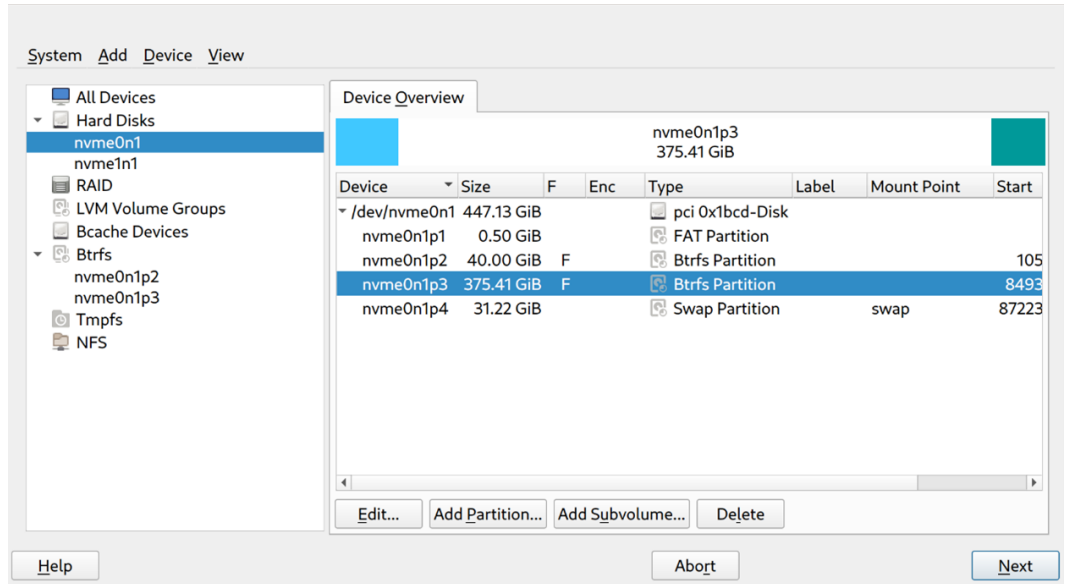 System Add Device View
All Devices
Hard Disks
nvme0n1
nvme1n1
RAID
LVM Volume Groups
Bcache Devices
Btrfs
nvme0n1p2
nvme0n1p3
Tmpfs
NFS
Device Overview
nvme0n1p3
375.41 GiB
Device Size F Enc Type Label Mount Point Start
/dev/nvme0n1 447.13 GiB pci 0x1bcd-Disk
nvme0n1p1 0.50 GiB FAT Partition
nvme0n1p2 40.00 GiB F Btrfs Partition 105
nvme0n1p3 375.41 GiB F Btrfs Partition 8493
nvme0n1p4 31.22 GiB Swap Partition swap 87223
Edit... Add Partition... Add Subvolume... Delete
Help Abort Next